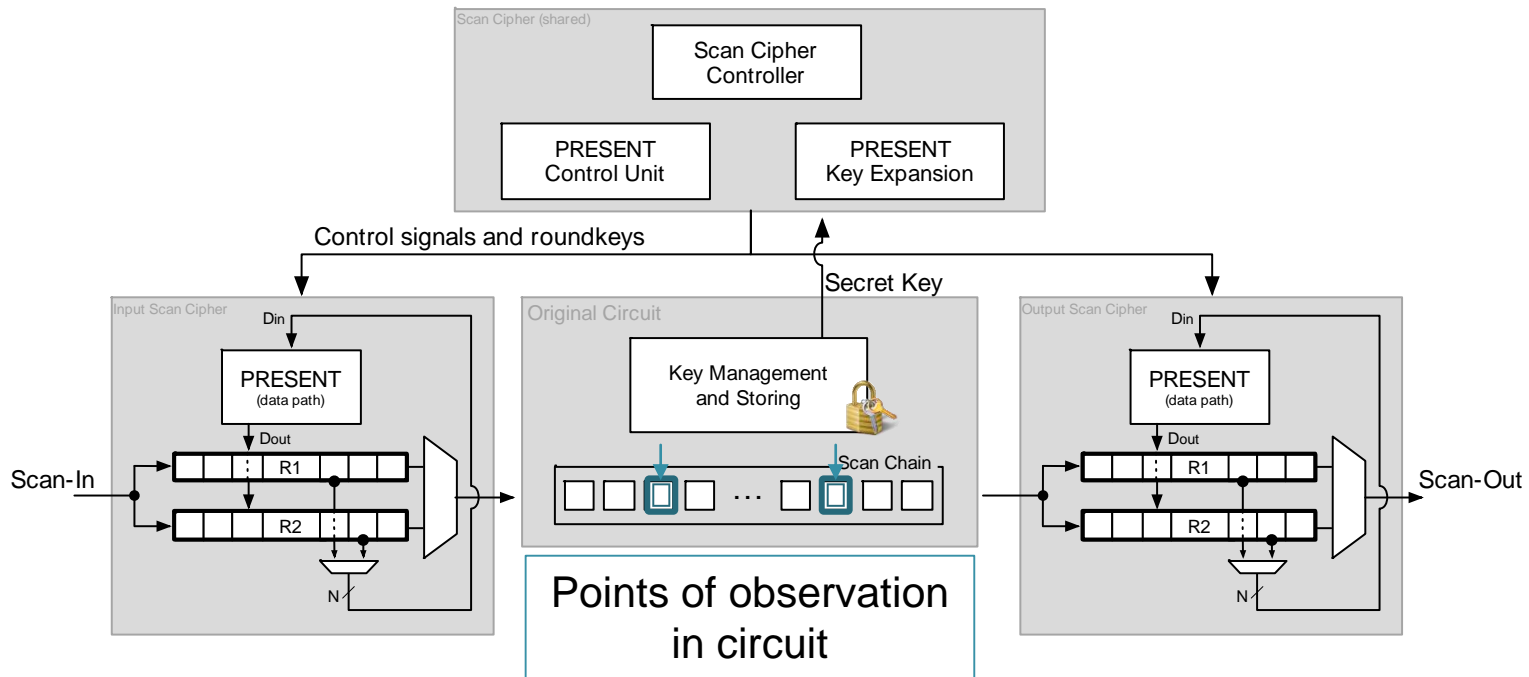 Scan Cipher (shared)
Scan Cipher
Controller
PRESENT
Control Unit
PRESENT
Key Expansion
Control signals and roundkeys
Secret Key
Input Scan Cipher
Din
PRESENT
(data path)
Dout
R1
R2
N
Scan-In
Original Circuit
Key Management
and Storing
Scan Chain
...
Output Scan Cipher
Din
PRESENT
(data path)
Dout
R1
R2
N
Scan-Out
Points of observation
in circuit